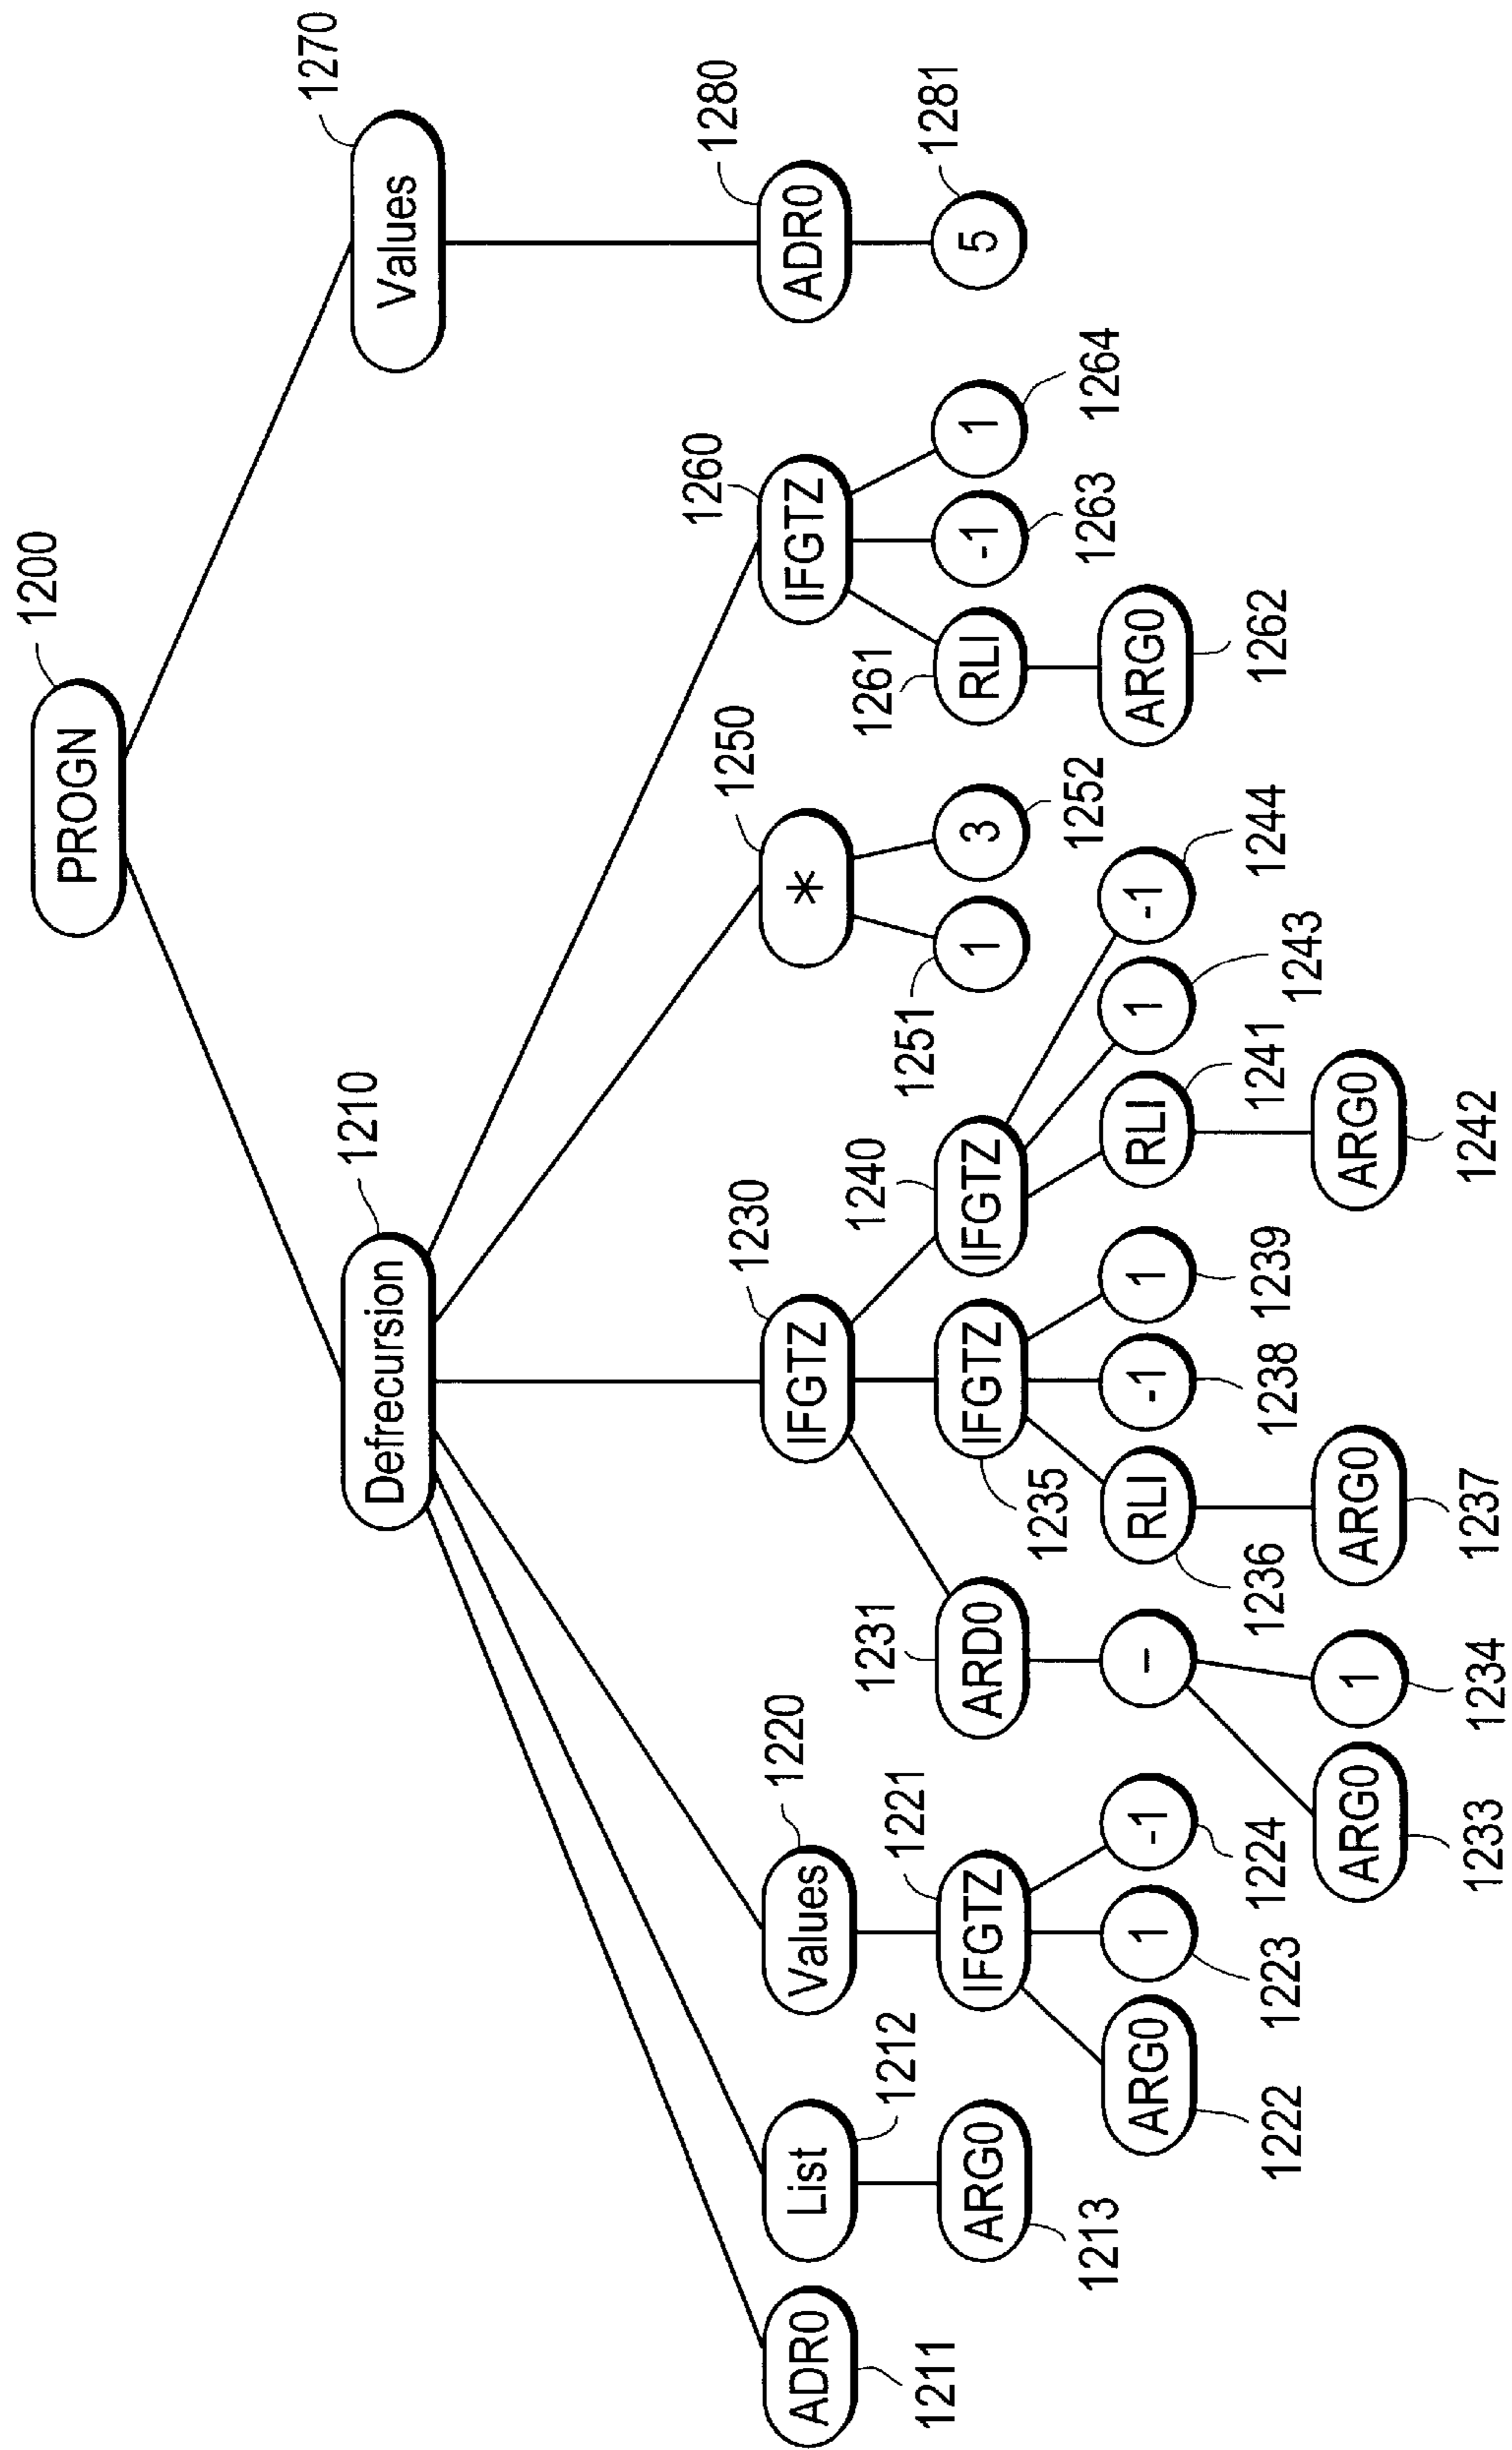 PROGN 1200
Defrecursion 1210
Values 1270
ADR0 1211
List 1212
Values 1220
IFGTZ 1230
* 1250
IFGTZ 1260
ADR0 1280
ARG0 1213
IFGTZ 1221
ARD0 1231
IFGTZ 1235
IFGTZ 1240
1 1251
3 1252
RLI 1261
-1 1263
1 1264
5 1281
ARG0 1222
1 1223
-1 1224
–
RLI 1236
-1 1238
1 1239
RLI 1241
1 1243
-1 1244
ARG0 1262
ARG0 1233
1 1234
ARG0 1237
ARG0 1242